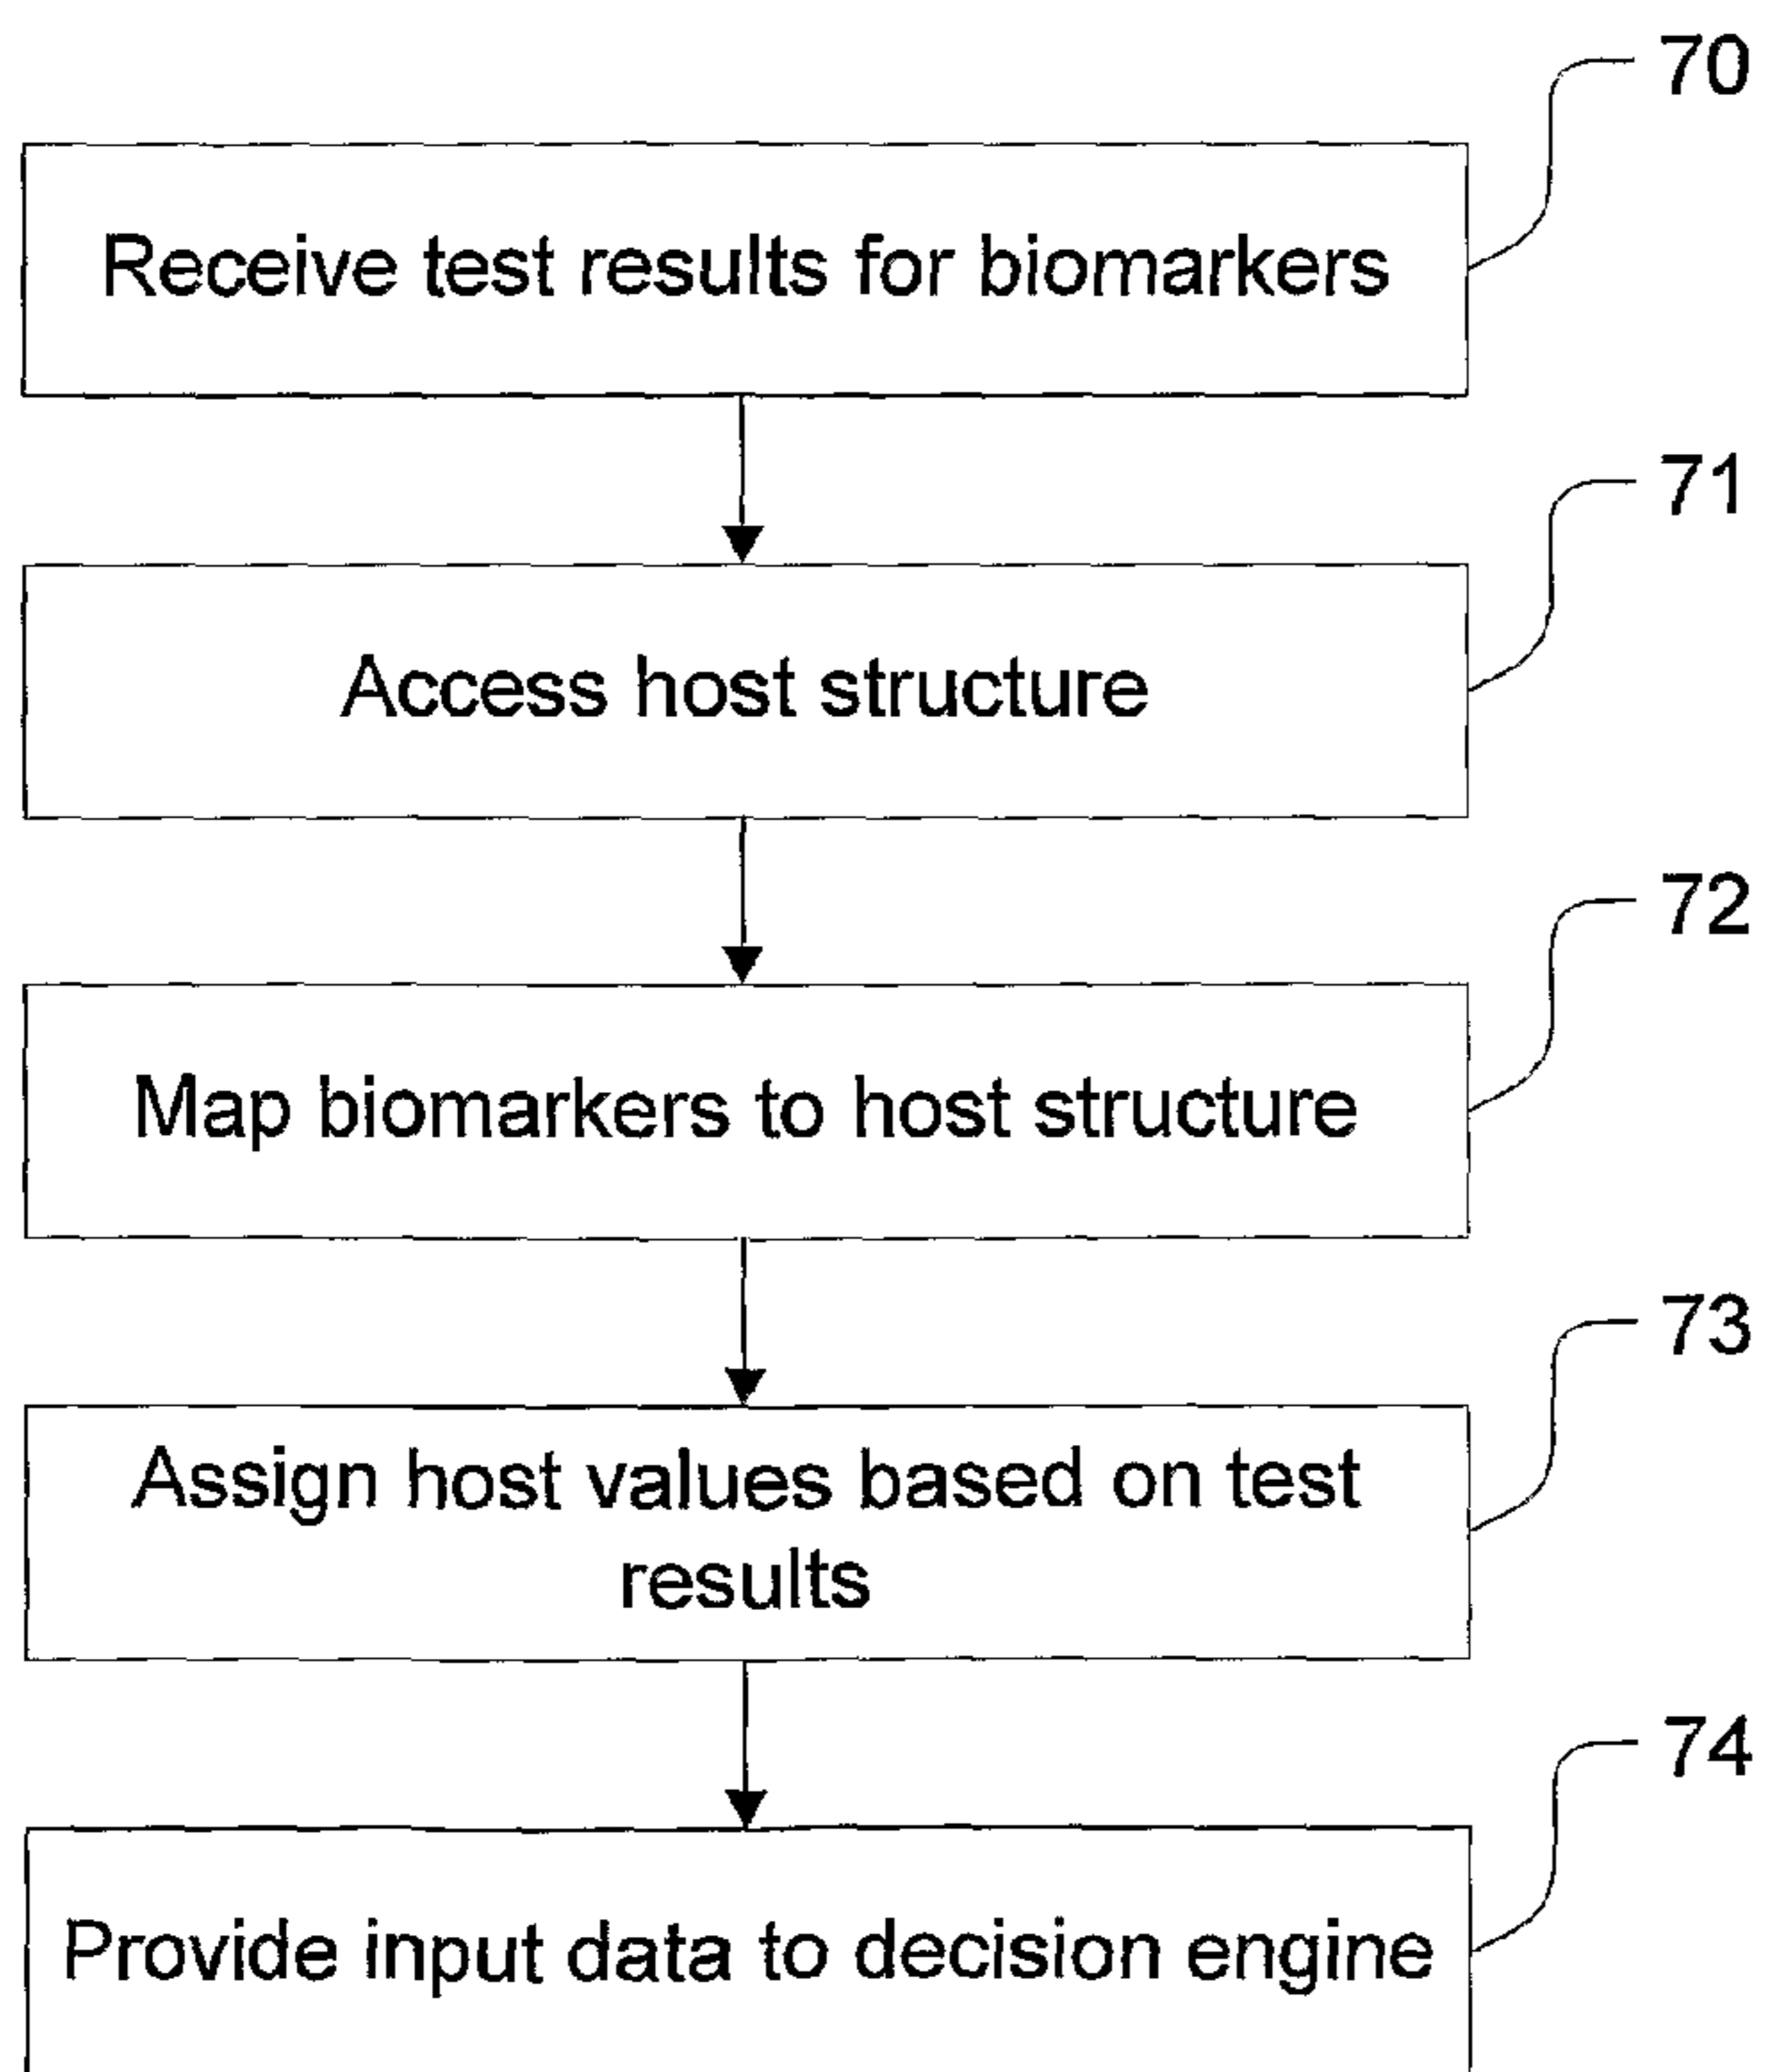 70
Receive test results for biomarkers
71
Access host structure
72
Map biomarkers to host structure
73
Assign host values based on test
results
74
Provide input data to decision engine